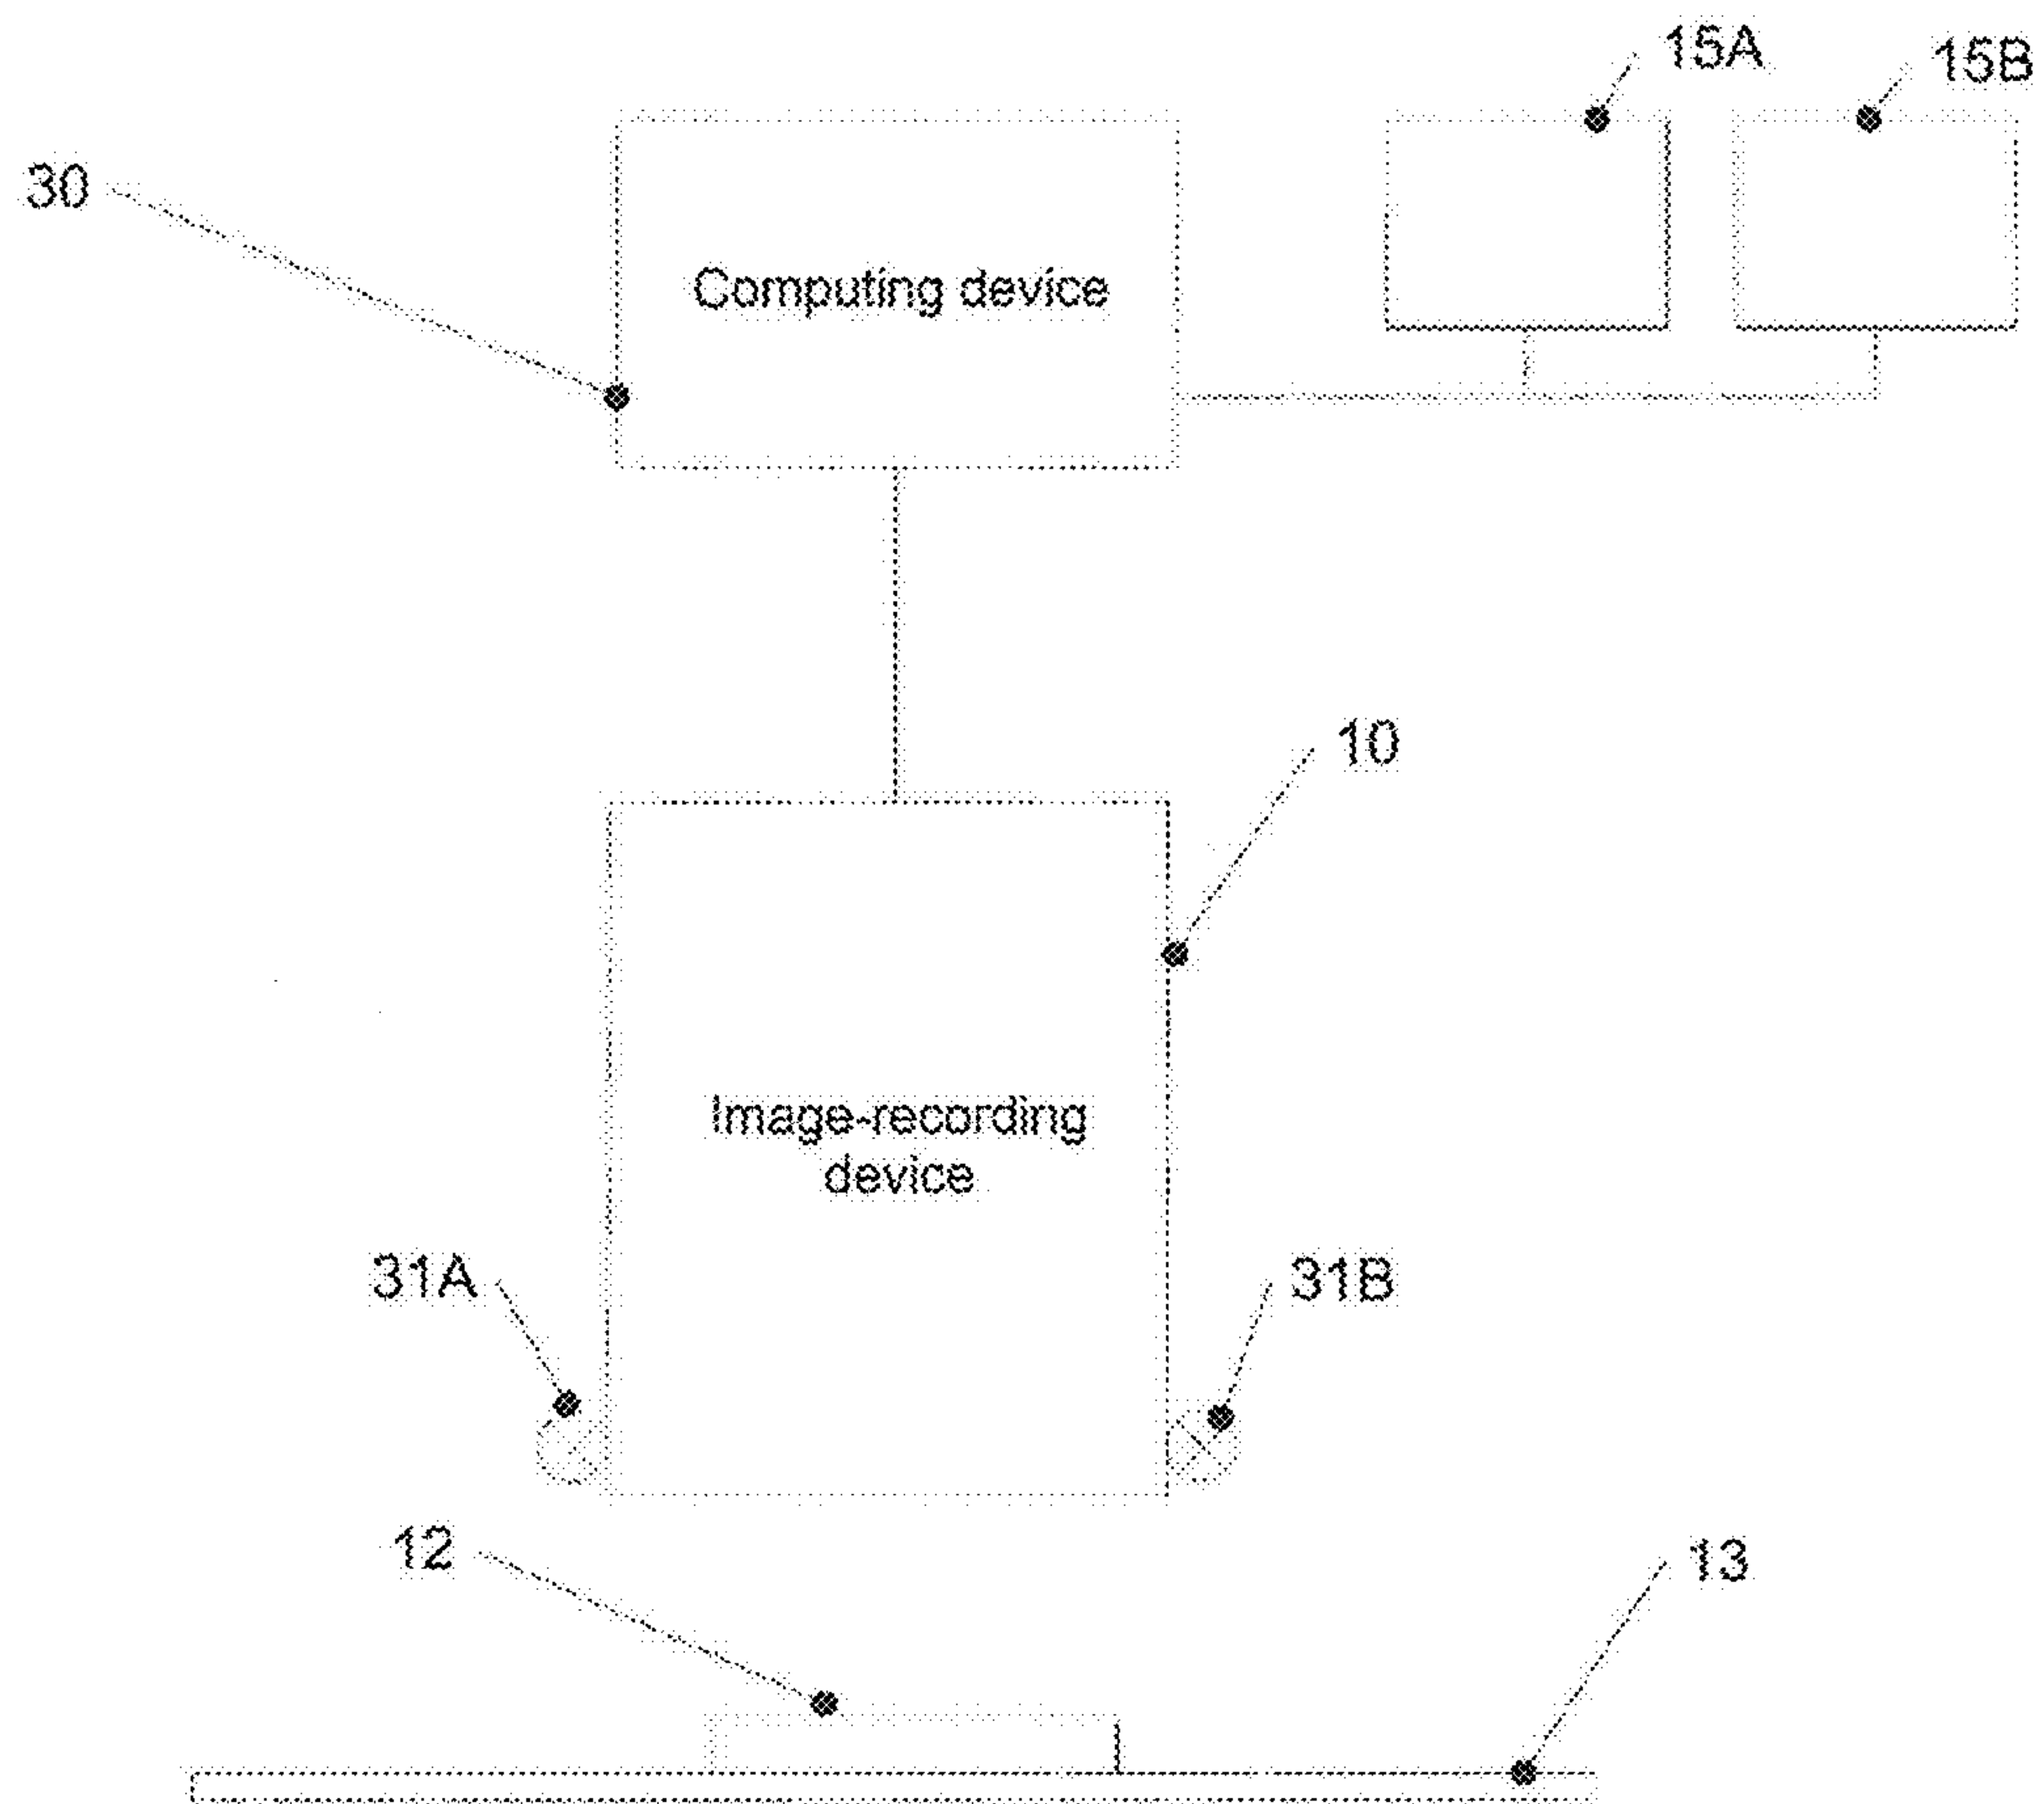 15A
15B
30
Computing device
10
Image-recording
device
31A
31B
12
13